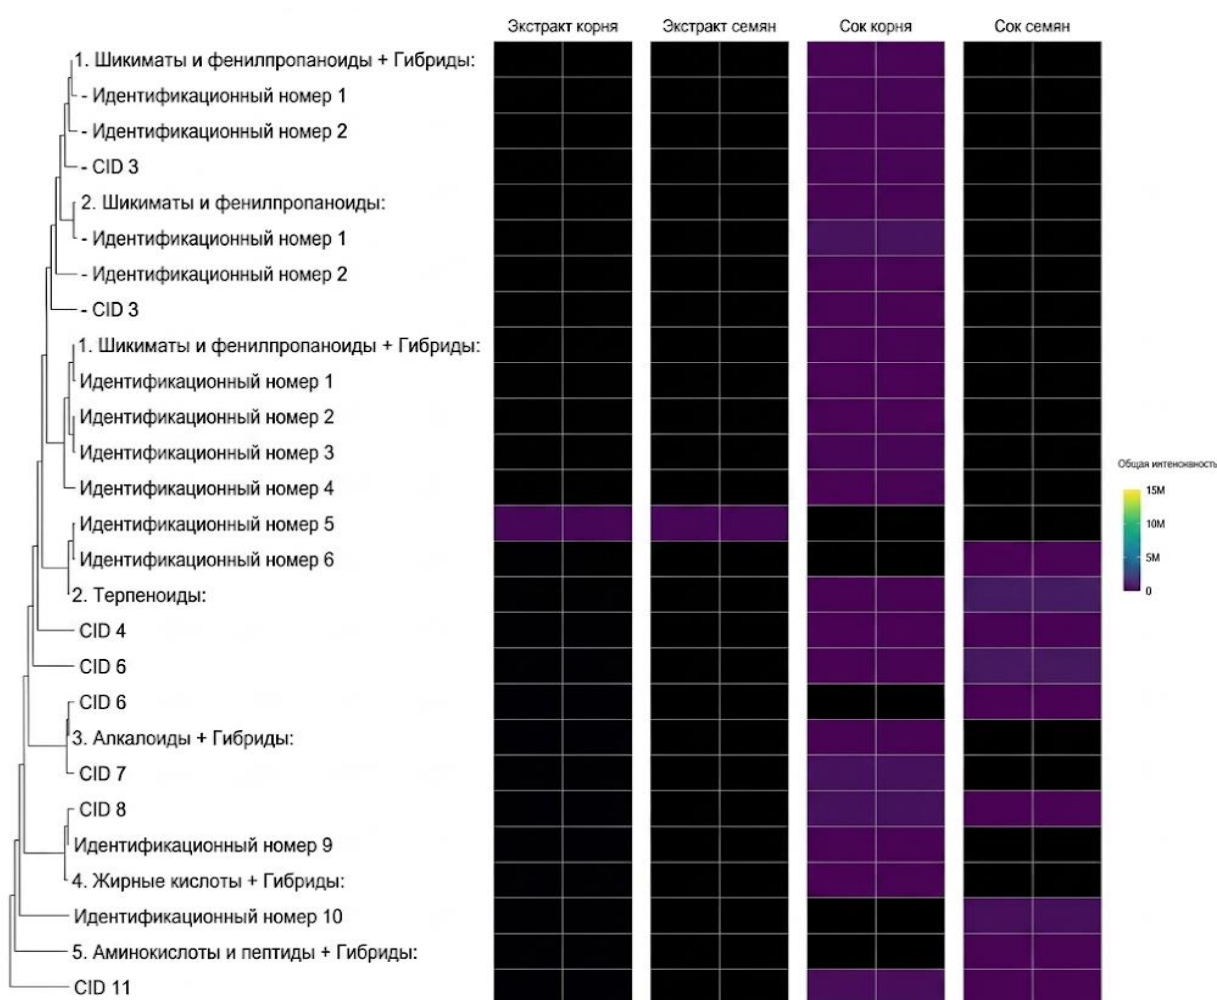 Экстракт корня Экстракт семян Сок корня Сок семян
1. Шикиматы и фенилпропаноиды + Гибриды:
- Идентификационный номер 1
- Идентификационный номер 2
- CID 3
2. Шикиматы и фенилпропаноиды:
- Идентификационный номер 1
- Идентификационный номер 2
- CID 3
1. Шикиматы и фенилпропаноиды + Гибриды:
Идентификационный номер 1
Идентификационный номер 2
Идентификационный номер 3
Идентификационный номер 4
Идентификационный номер 5
Идентификационный номер 6
2. Терпеноиды:
CID 4
CID 6
CID 6
3. Алкалоиды + Гибриды:
CID 7
CID 8
Идентификационный номер 9
4. Жирные кислоты + Гибриды:
Идентификационный номер 10
5. Аминокислоты и пептиды + Гибриды:
CID 11
Общая интенсивность
15M
10M
5M
0